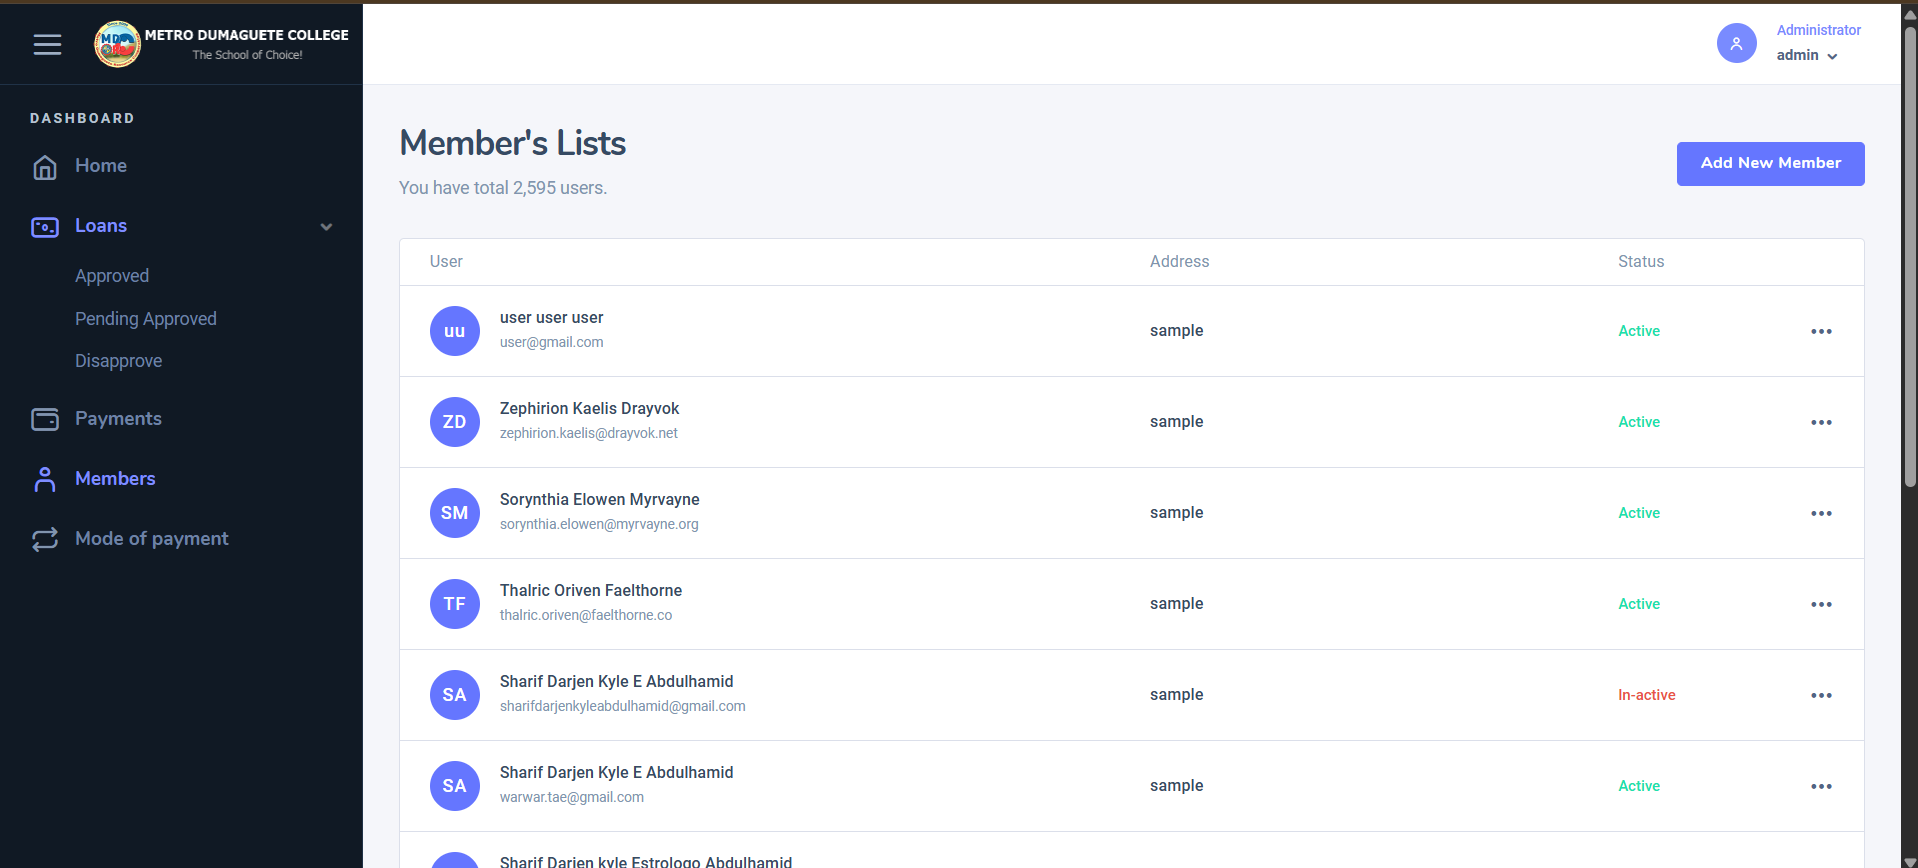 METRO DUMAGUETE COLLEGE
The School of Choice!
Administrator
admin
DASHBOARD
Home
Loans
Approved
Pending Approved
Disapprove
Payments
Members
Mode of payment
Member's Lists
You have total 2,595 users.
Add New Member
User Address Status
uu user user user sample Active
user@gmail.com
ZD Zephirion Kaelis Drayvok sample Active
zephirion.kaelis@drayvok.net
SM Sorynthia Elowen Myrvayne sample Active
sorynthia.elowen@myrvayne.org
TF Thalric Oriven Faelthorne sample Active
thalric.oriven@faelthorne.co
SA Sharif Darjen Kyle E Abdulhamid sample In-active
sharifdarjenkyleabdulhamid@gmail.com
SA Sharif Darjen Kyle E Abdulhamid sample Active
warwar.tae@gmail.com
Sharif Darjen kyle Estrologo Abdulhamid